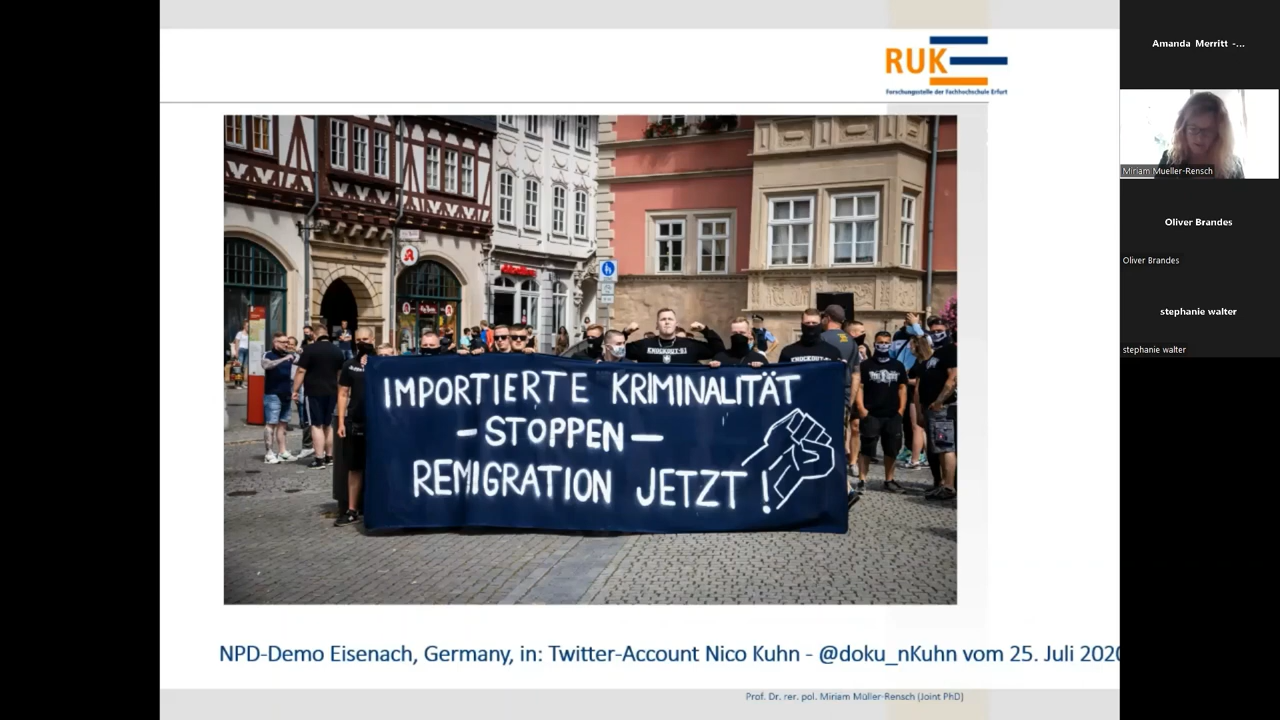 RUK
Forschungsstelle der Fachhochschule Erfurt
IMPORTIERTE KRIMINALITÄT
- STOPPEN -
REMIGRATION JETZT!
KNOCKOUT-51
NPD-Demo Eisenach, Germany, in: Twitter-Account Nico Kuhn - @doku_nKuhn vom 25. Juli 2020
Prof. Dr. rer. pol. Miriam Müller-Rensch (Joint PhD)
Amanda Merritt -...
Miriam Mueller-Rensch
Oliver Brandes
Oliver Brandes
stephanie walter
stephanie walter